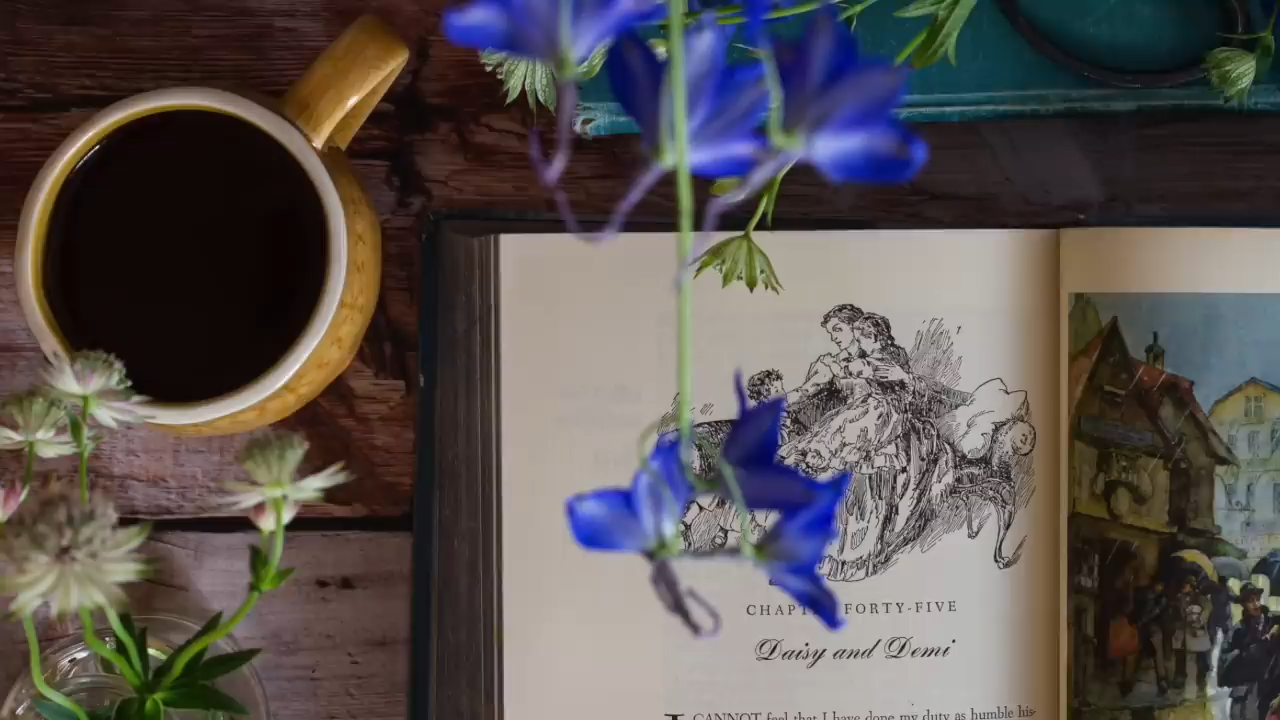 CHAPT FORTY-FIVE
Daisy and Demi
I CANNOT feel that I have done my duty as humble his-